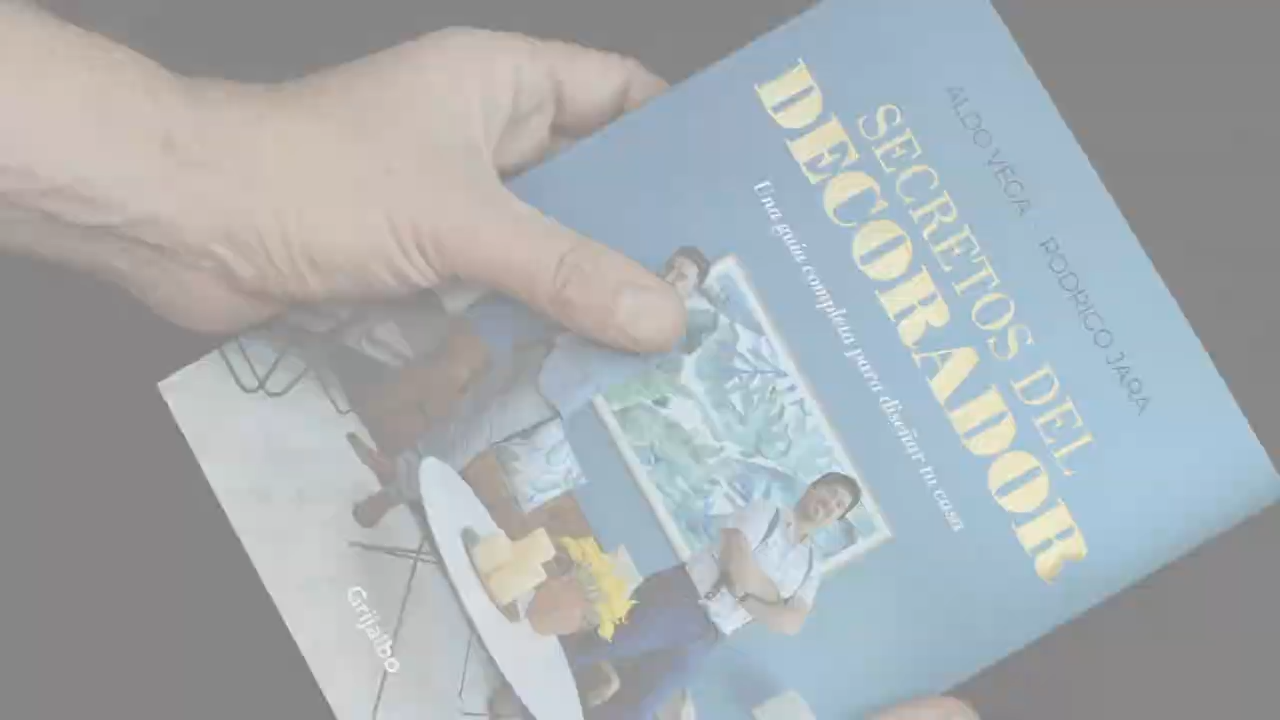 ALDO VEGA · RODRIGO JARA
SECRETOS DEL
DECORADOR
Una guía completa para diseñar tu casa
Grijalbo